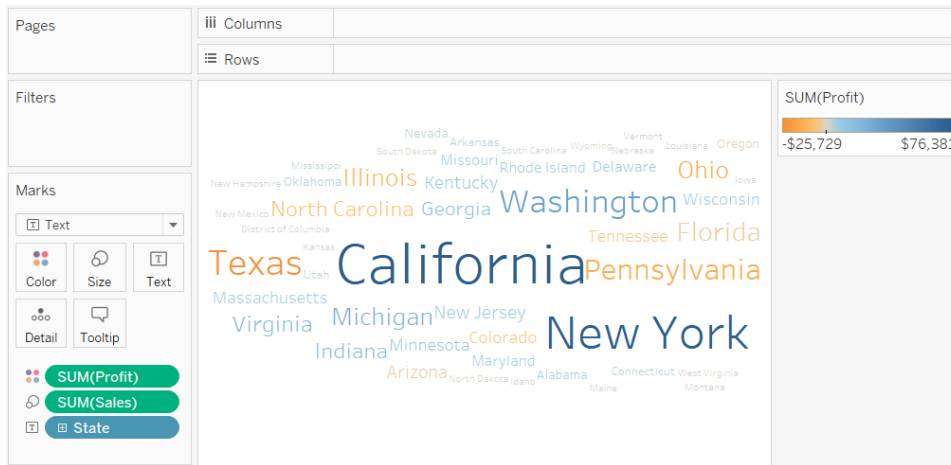 Pages
Columns
Rows
Filters
SUM(Profit)
-$25,729 $76,381
Marks
Text
Color Size Text
Detail Tooltip
SUM(Profit)
SUM(Sales)
State
Nevada
Arkansas
Vermont
South Dakota
South Carolina
Wyoming
Nebraska
Louisiana
Oregon
Mississippi
Missouri
Rhode Island
Delaware
Ohio
Iowa
New Hampshire
Oklahoma
Illinois
Kentucky
New Mexico
North Carolina
Georgia
Washington
Wisconsin
District of Columbia
Tennessee
Florida
Kansas
Texas
Utah
California
Pennsylvania
Massachusetts
Virginia
Michigan
New Jersey
New York
Indiana
Minnesota
Colorado
Maryland
Arizona
North Dakota
Idaho
Alabama
Connecticut
West Virginia
Maine
Montana